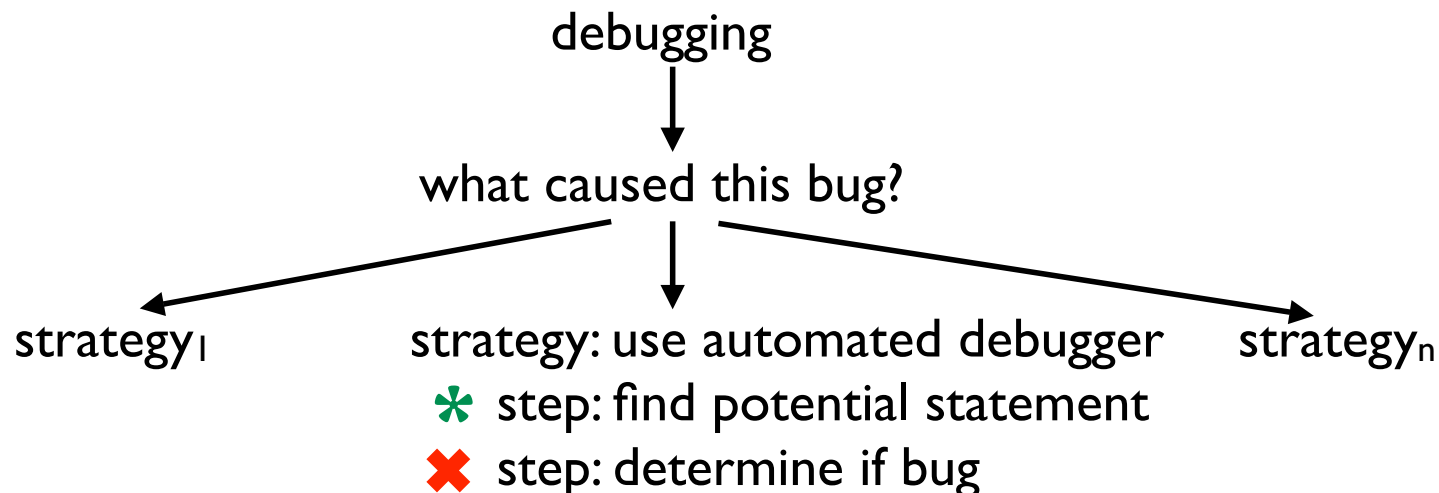 debugging
what caused this bug?
strategy₁
strategy: use automated debugger
strategyₙ
* step: find potential statement
✖ step: determine if bug